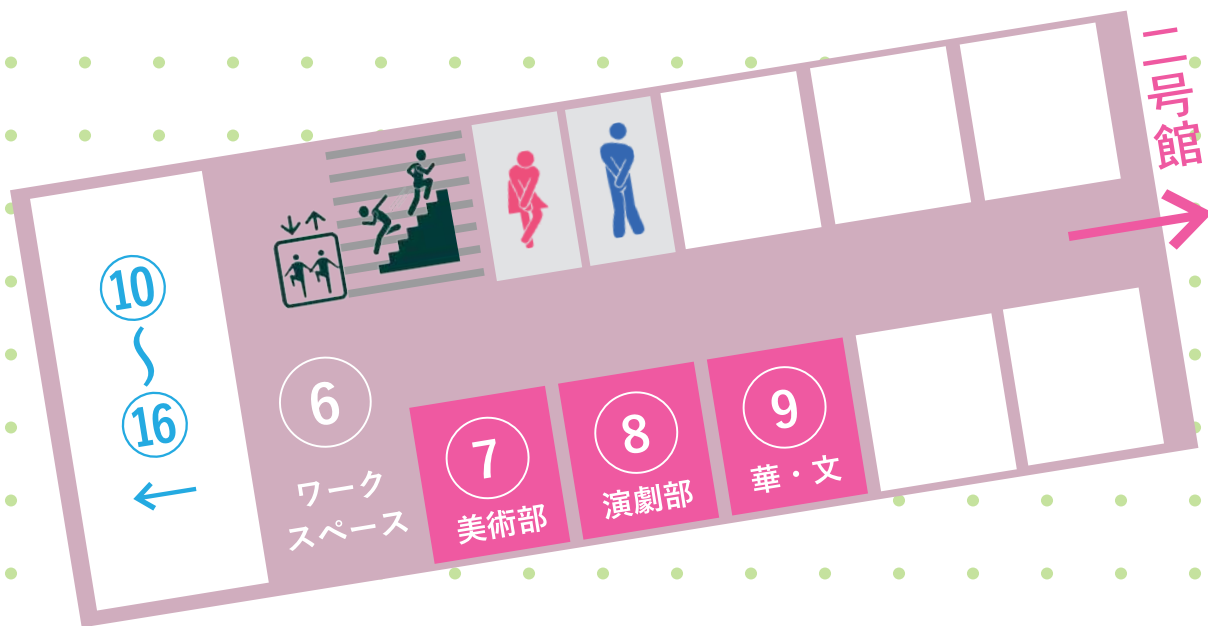 二号館
→
⑩
〜
⑯
←
⑥
ワーク
スペース
⑦
美術部
⑧
演劇部
⑨
華・文